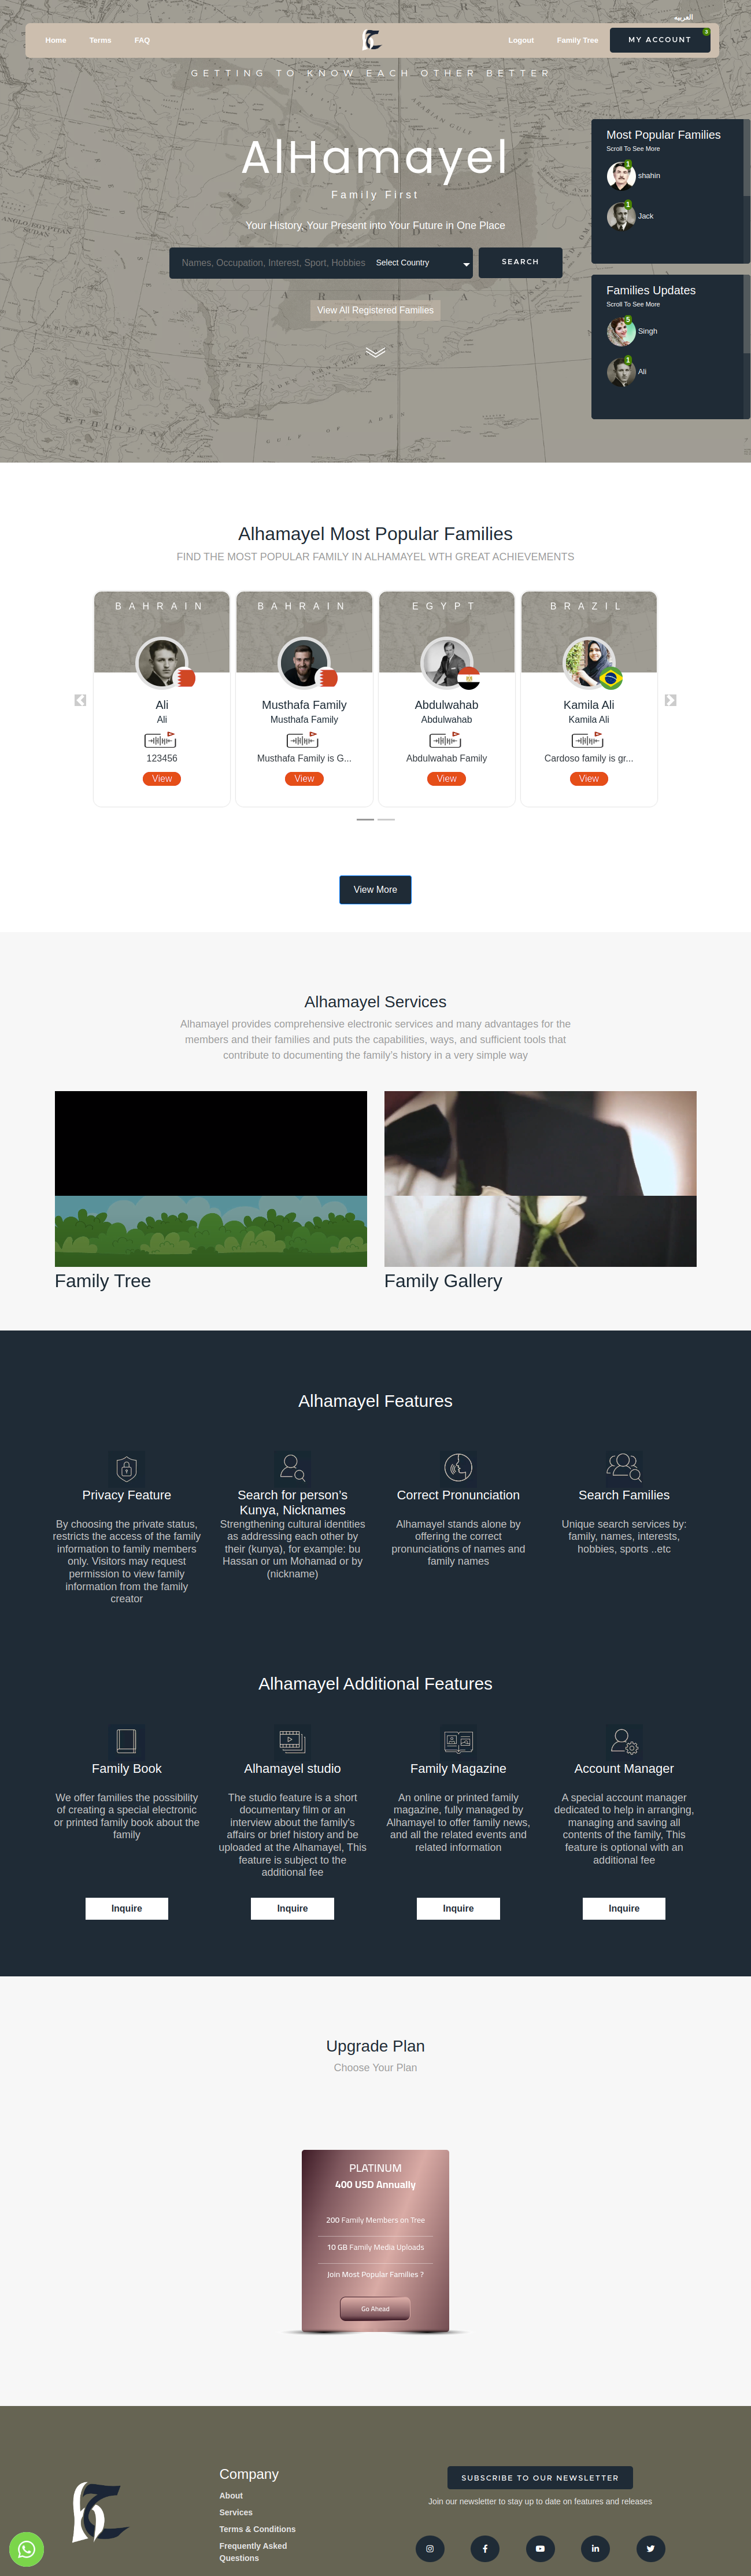 العربيه
Home
Terms
FAQ
Logout
Family Tree
MY ACCOUNT
GETTING TO KNOW EACH OTHER BETTER
AlHamayel
Family First
Your History, Your Present into Your Future in One Place
Names, Occupation, Interest, Sport, Hobbies
Select Country
SEARCH
View All Registered Families
Most Popular Families
Scroll To See More
1
shahin
1
Jack
Families Updates
Scroll To See More
5
Singh
1
Ali
ARABIA
ETHIOPIA
GULF OF ADEN
Alhamayel Most Popular Families
FIND THE MOST POPULAR FAMILY IN ALHAMAYEL WTH GREAT ACHIEVEMENTS
BAHRAIN
Ali
Ali
123456
View
BAHRAIN
Musthafa Family
Musthafa Family
Musthafa Family is G...
View
EGYPT
Abdulwahab
Abdulwahab
Abdulwahab Family
View
BRAZIL
Kamila Ali
Kamila Ali
Cardoso family is gr...
View
View More
Alhamayel Services
Alhamayel provides comprehensive electronic services and many advantages for the
members and their families and puts the capabilities, ways, and sufficient tools that
contribute to documenting the family's history in a very simple way
Family Tree
Family Gallery
Alhamayel Features
Privacy Feature
By choosing the private status,
restricts the access of the family
information to family members
only. Visitors may request
permission to view family
information from the family
creator
Search for person's
Kunya, Nicknames
Strengthening cultural identities
as addressing each other by
their (kunya), for example: bu
Hassan or um Mohamad or by
(nickname)
Correct Pronunciation
Alhamayel stands alone by
offering the correct
pronunciations of names and
family names
Search Families
Unique search services by:
family, names, interests,
hobbies, sports ..etc
Alhamayel Additional Features
Family Book
We offer families the possibility
of creating a special electronic
or printed family book about the
family
Inquire
Alhamayel studio
The studio feature is a short
documentary film or an
interview about the family's
affairs or brief history and be
uploaded at the Alhamayel, This
feature is subject to the
additional fee
Inquire
Family Magazine
An online or printed family
magazine, fully managed by
Alhamayel to offer family news,
and all the related events and
related information
Inquire
Account Manager
A special account manager
dedicated to help in arranging,
managing and saving all
contents of the family, This
feature is optional with an
additional fee
Inquire
Upgrade Plan
Choose Your Plan
PLATINUM
400 USD Annually
200 Family Members on Tree
10 GB Family Media Uploads
Join Most Popular Families ?
Go Ahead
Company
About
Services
Terms & Conditions
Frequently Asked
Questions
SUBSCRIBE TO OUR NEWSLETTER
Join our newsletter to stay up to date on features and releases